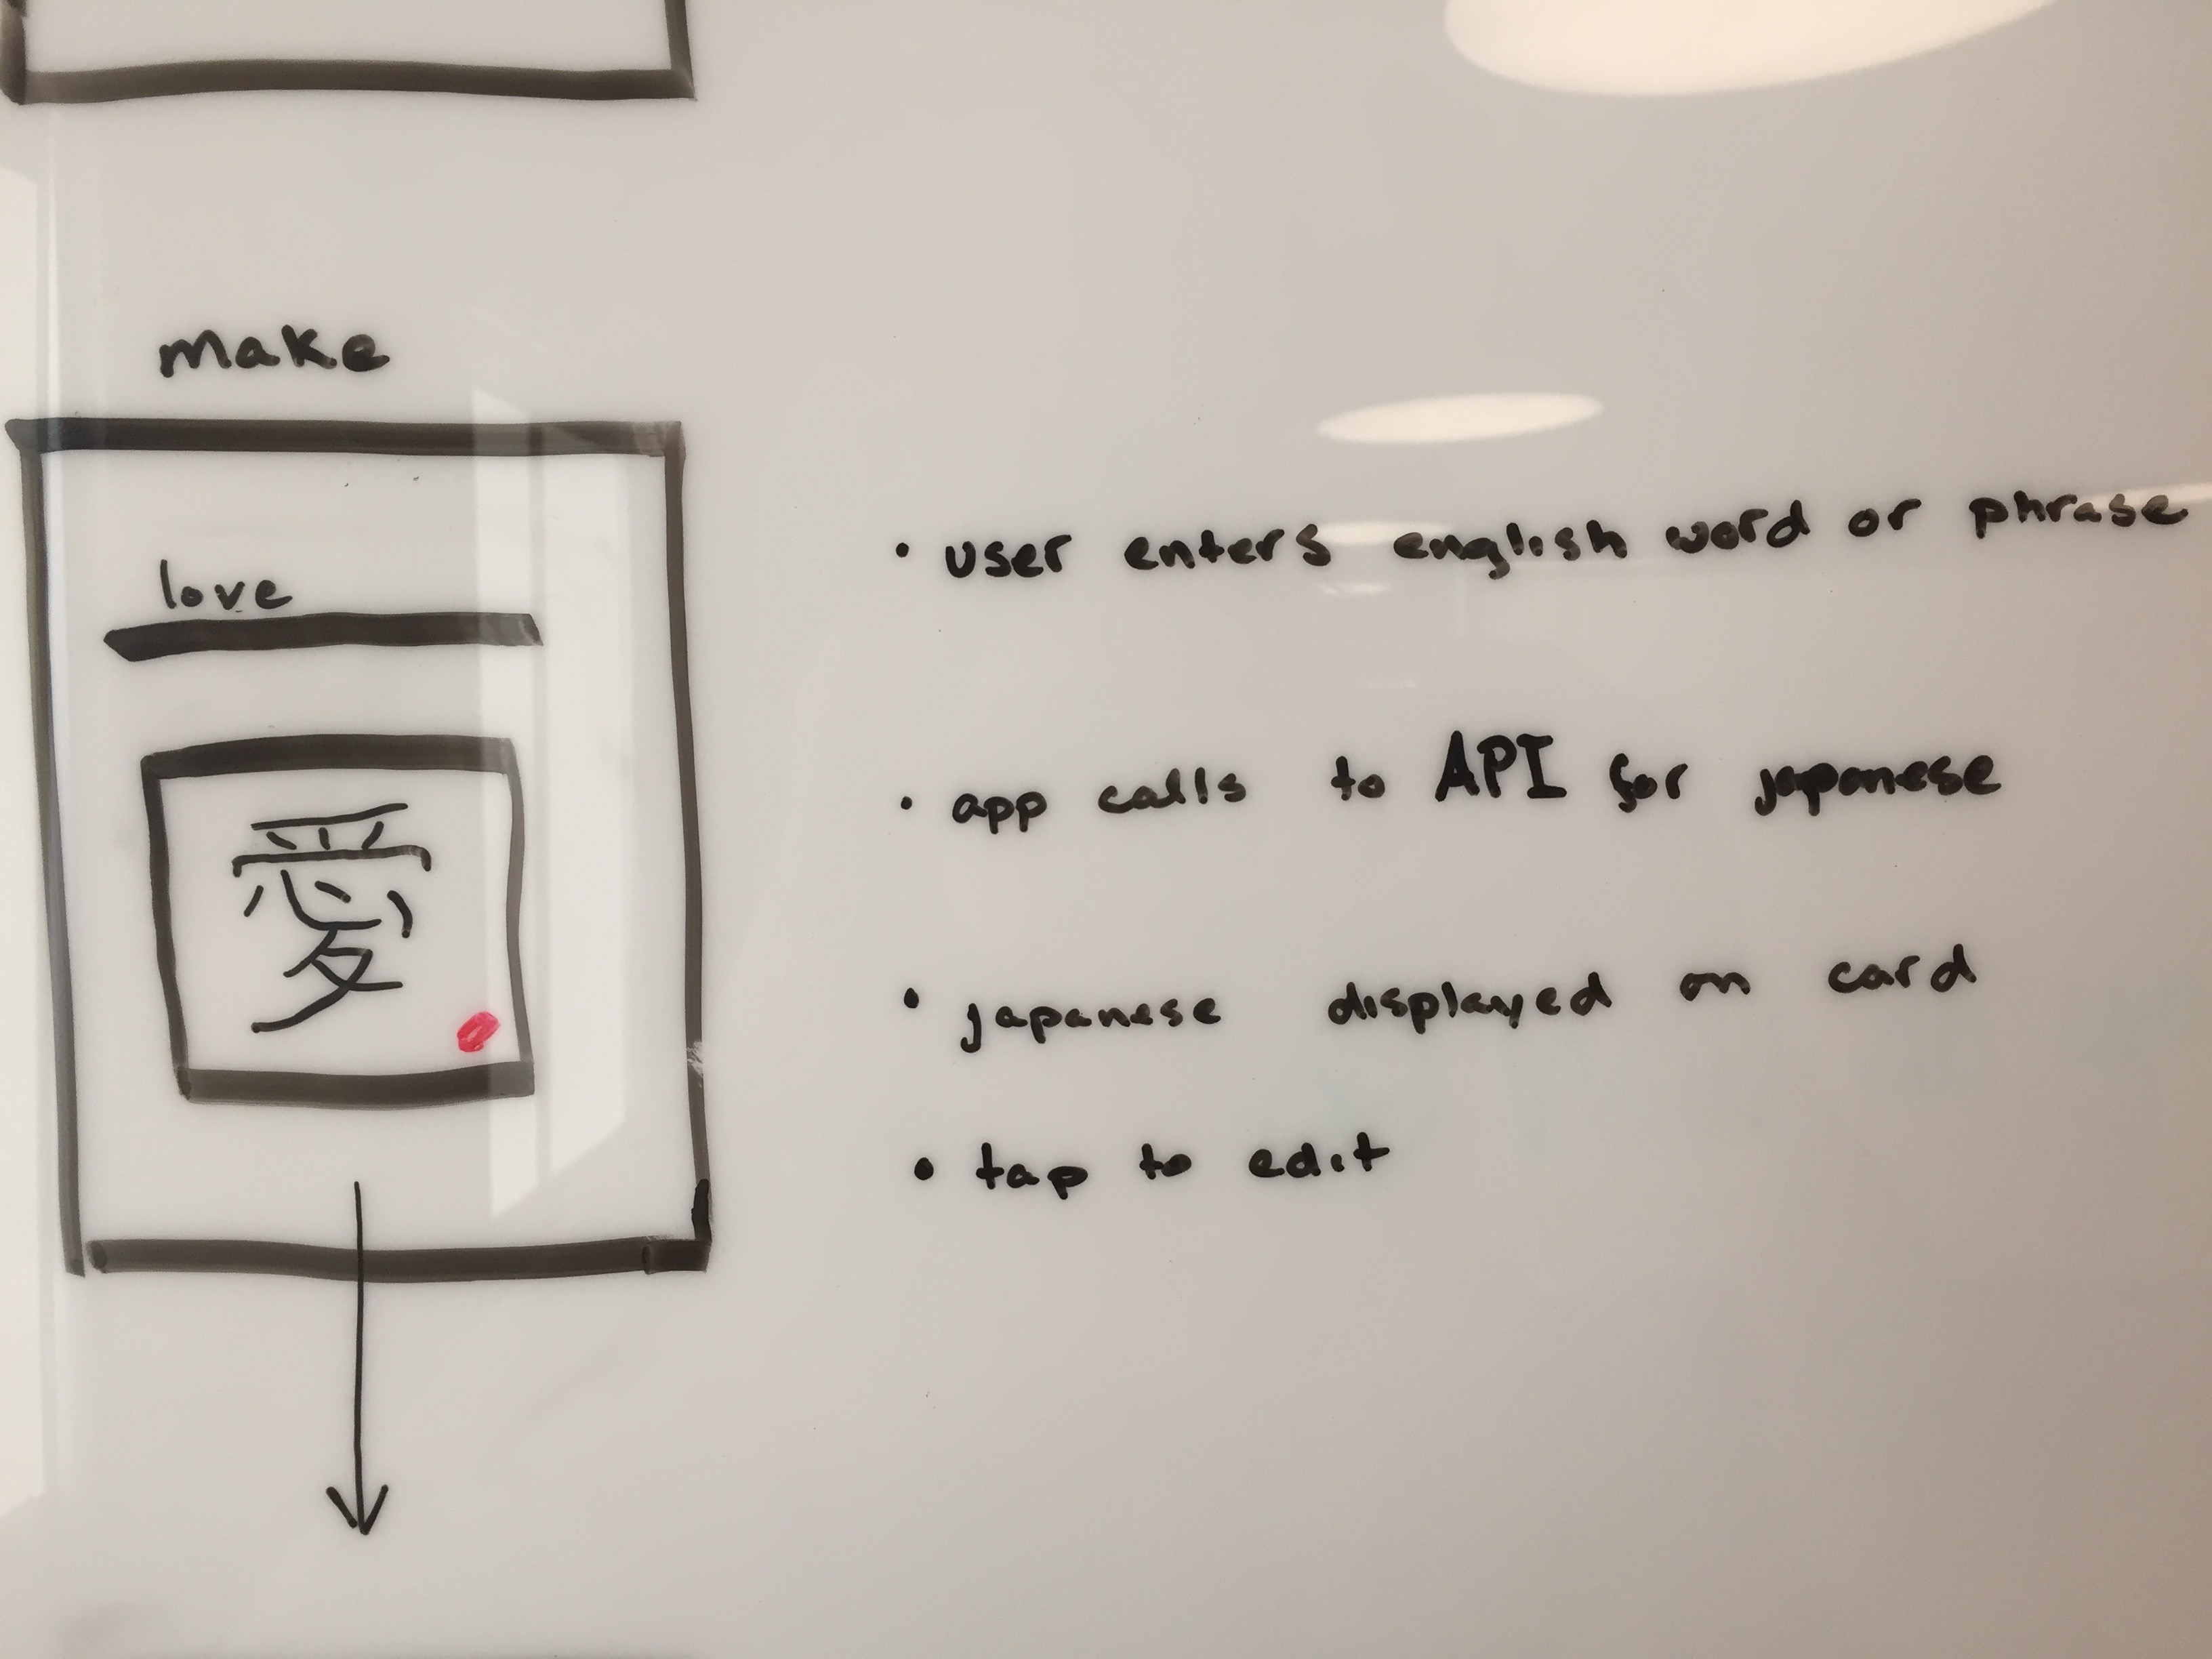 make
love
愛
• user enters english word or phrase
• app calls to API for japanese
• japanese displayed on card
• tap to edit